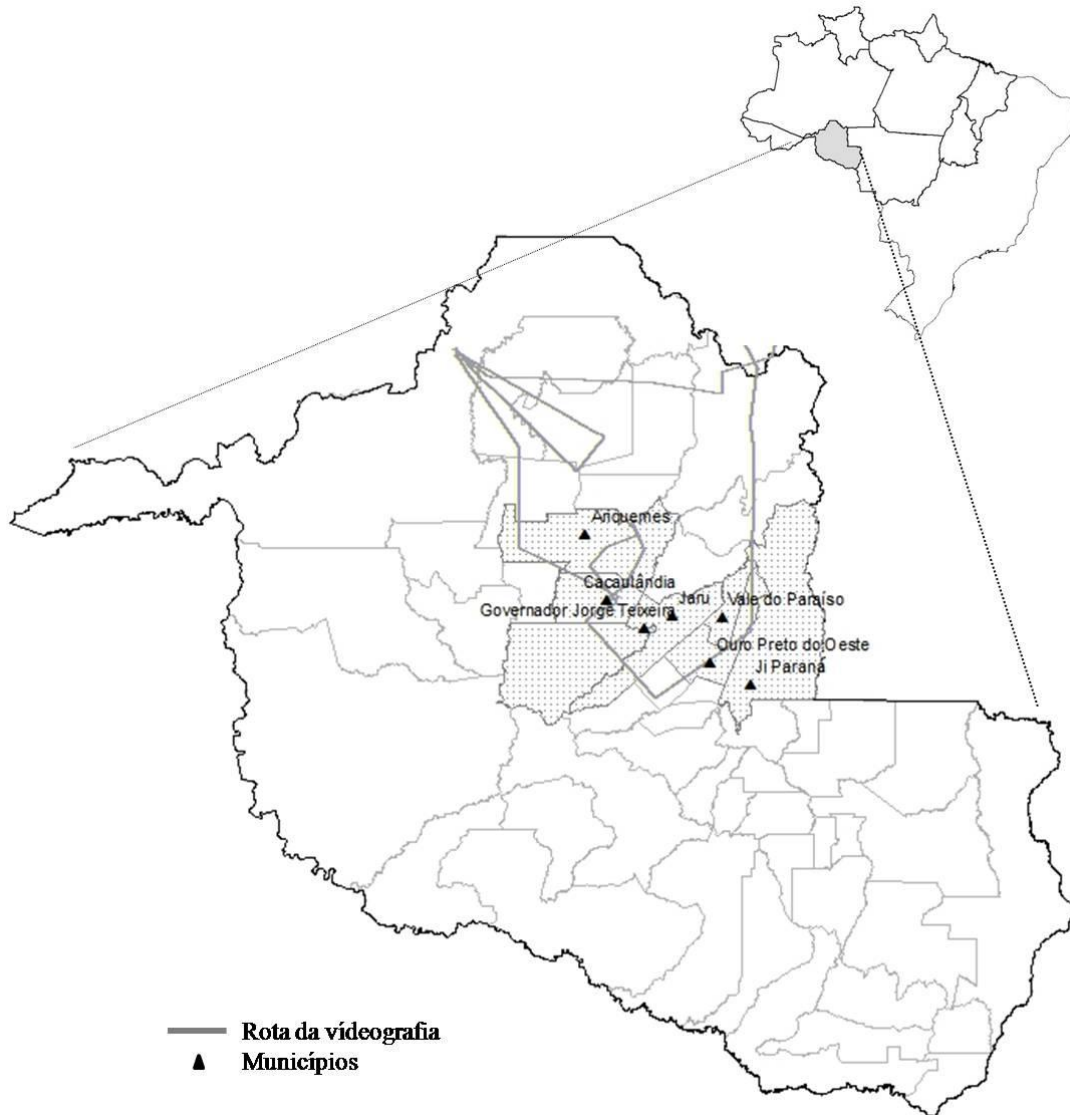 Ariquemes
Cacaulândia
Governador Jorge Teixeira
Jaru
Vale do Paraíso
Ouro Preto do Oeste
Ji Paraná
Rota da vídeografia
Municípios